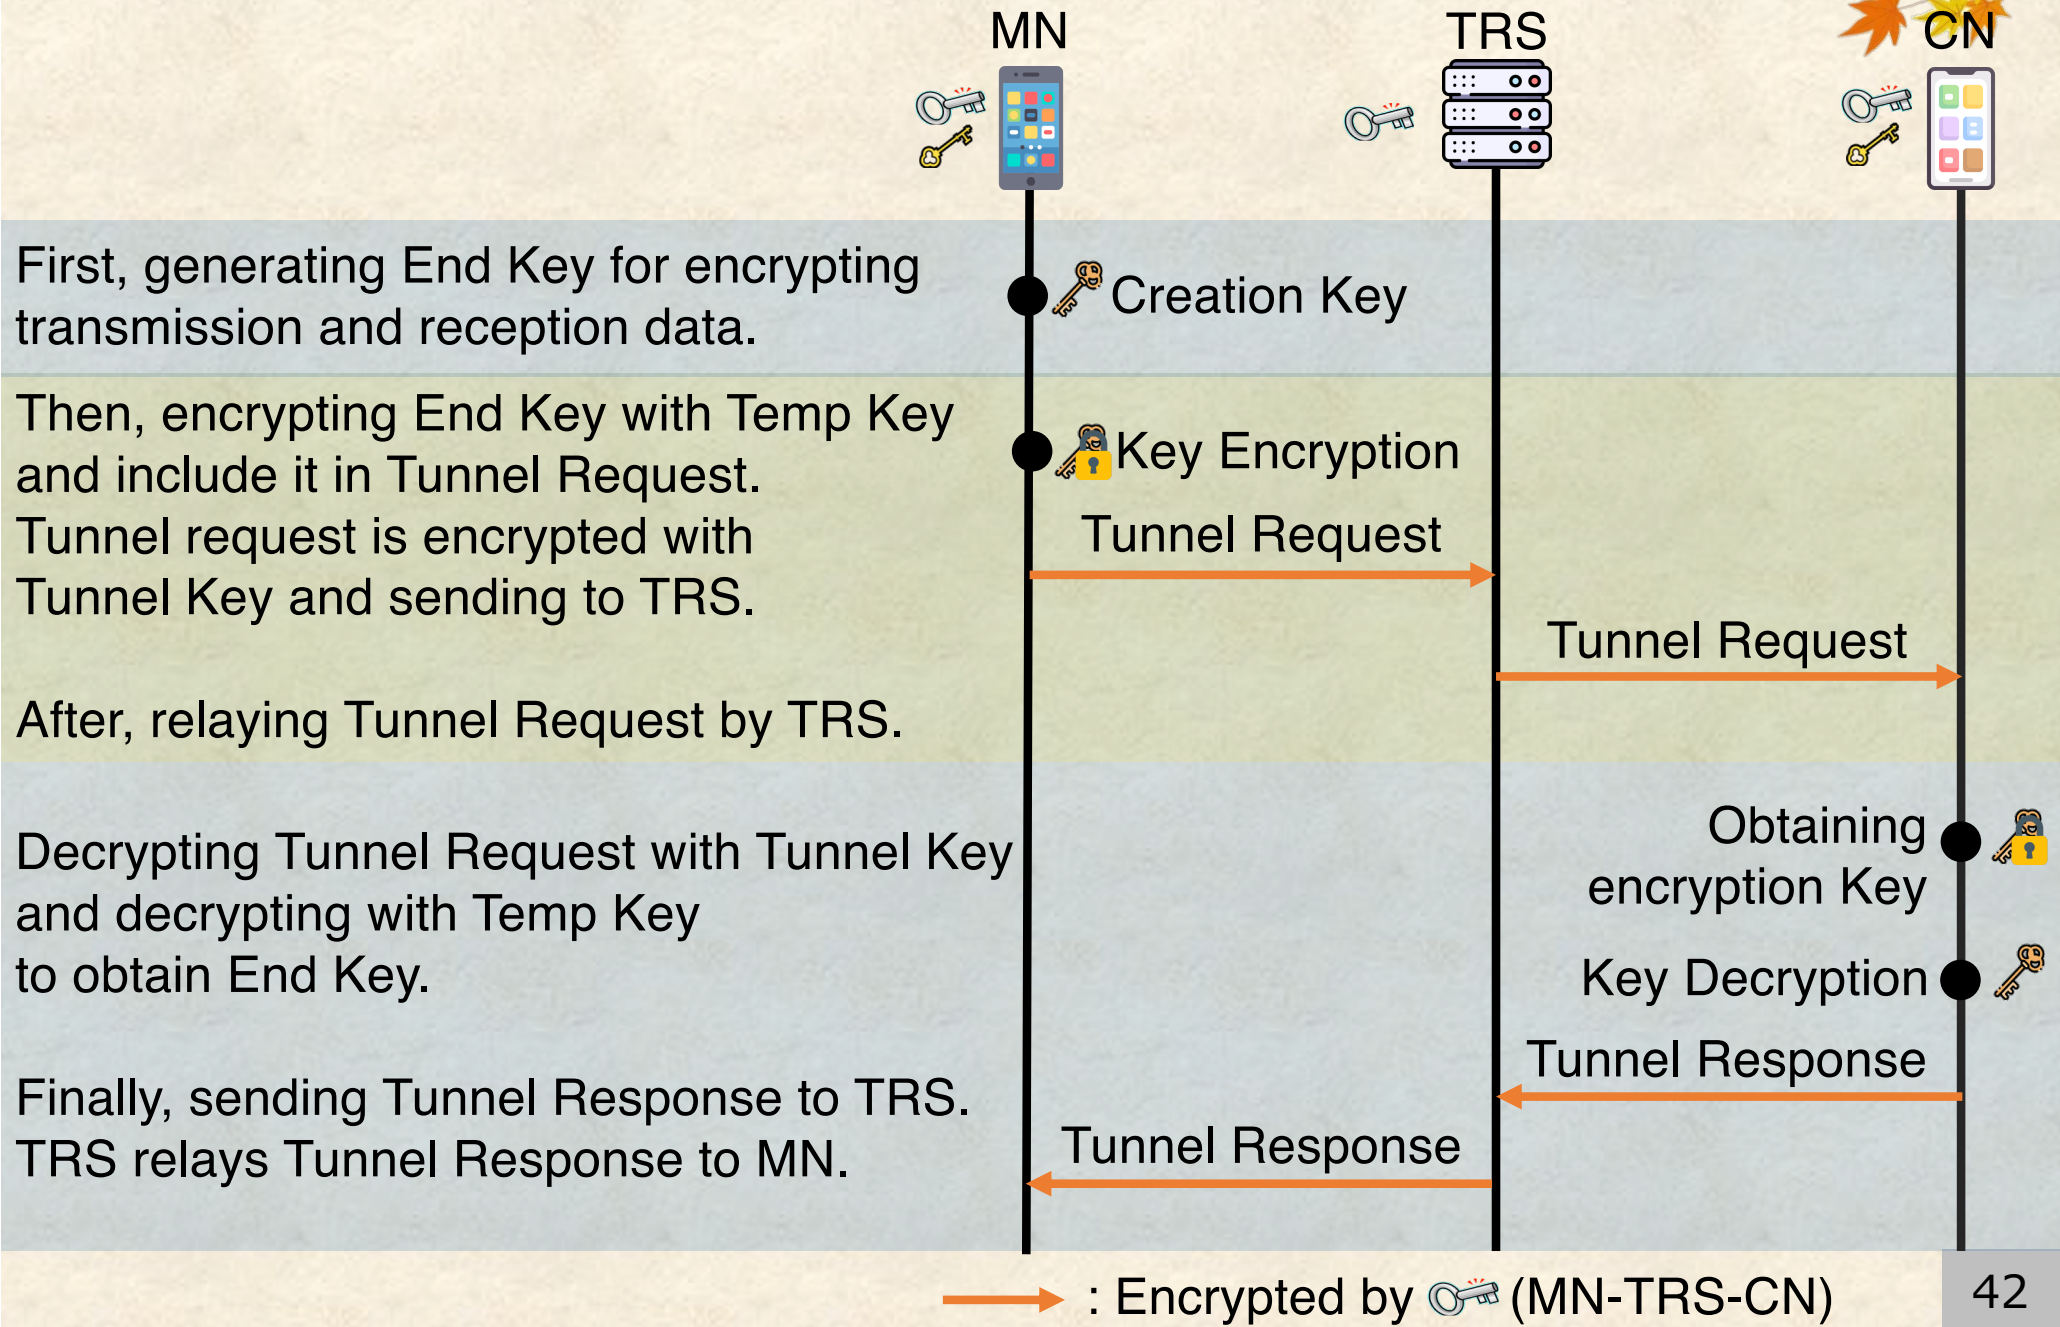 MN
TRS
CN
First, generating End Key for encrypting
transmission and reception data.
Creation Key
Then, encrypting End Key with Temp Key
and include it in Tunnel Request.
Tunnel request is encrypted with
Tunnel Key and sending to TRS.
After, relaying Tunnel Request by TRS.
Key Encryption
Tunnel Request
Tunnel Request
Decrypting Tunnel Request with Tunnel Key
and decrypting with Temp Key
to obtain End Key.
Finally, sending Tunnel Response to TRS.
TRS relays Tunnel Response to MN.
Obtaining
encryption Key
Key Decryption
Tunnel Response
Tunnel Response
: Encrypted by (MN-TRS-CN)
42